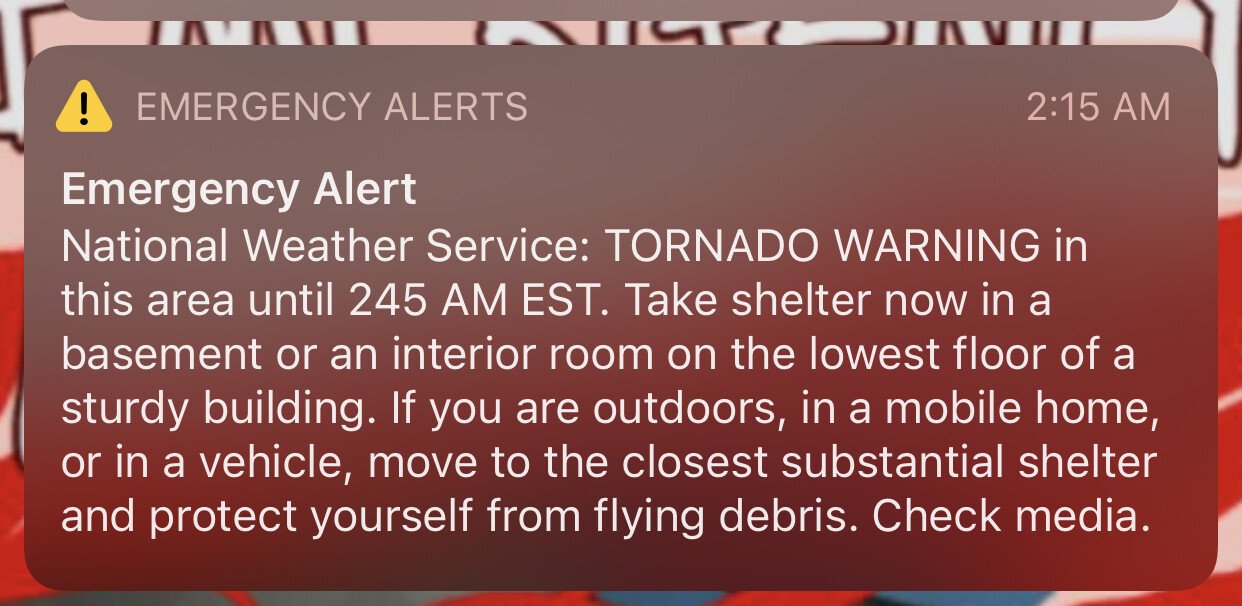 EMERGENCY ALERTS 2:15 AM
Emergency Alert
National Weather Service: TORNADO WARNING in
this area until 245 AM EST. Take shelter now in a
basement or an interior room on the lowest floor of a
sturdy building. If you are outdoors, in a mobile home,
or in a vehicle, move to the closest substantial shelter
and protect yourself from flying debris. Check media.